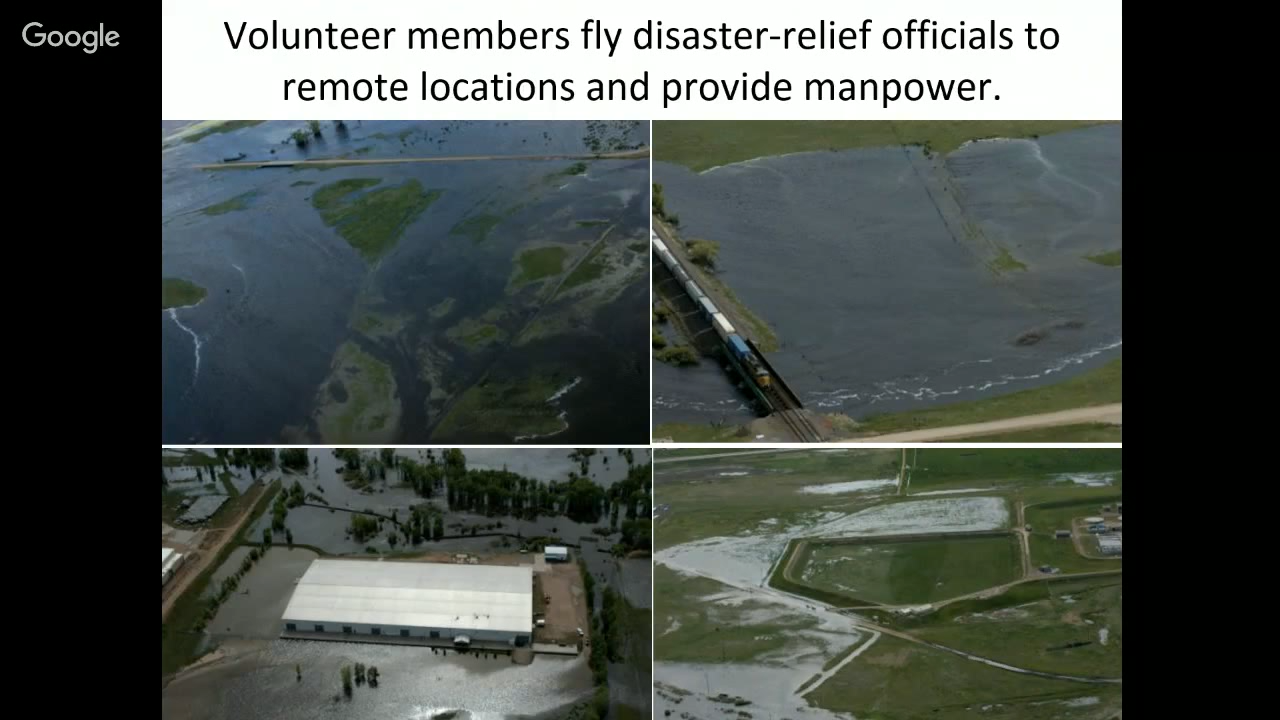 Google
Volunteer members fly disaster-relief officials to
remote locations and provide manpower.